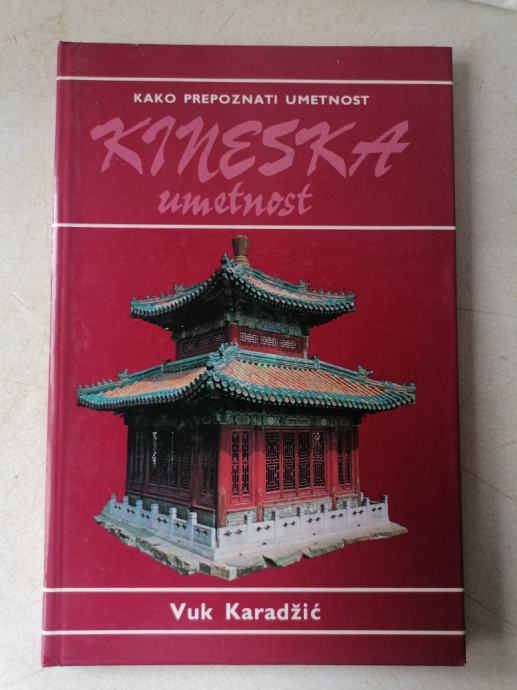 KAKO PREPOZNATI UMETNOST
KINESKA
umetnost
Vuk Karadžić